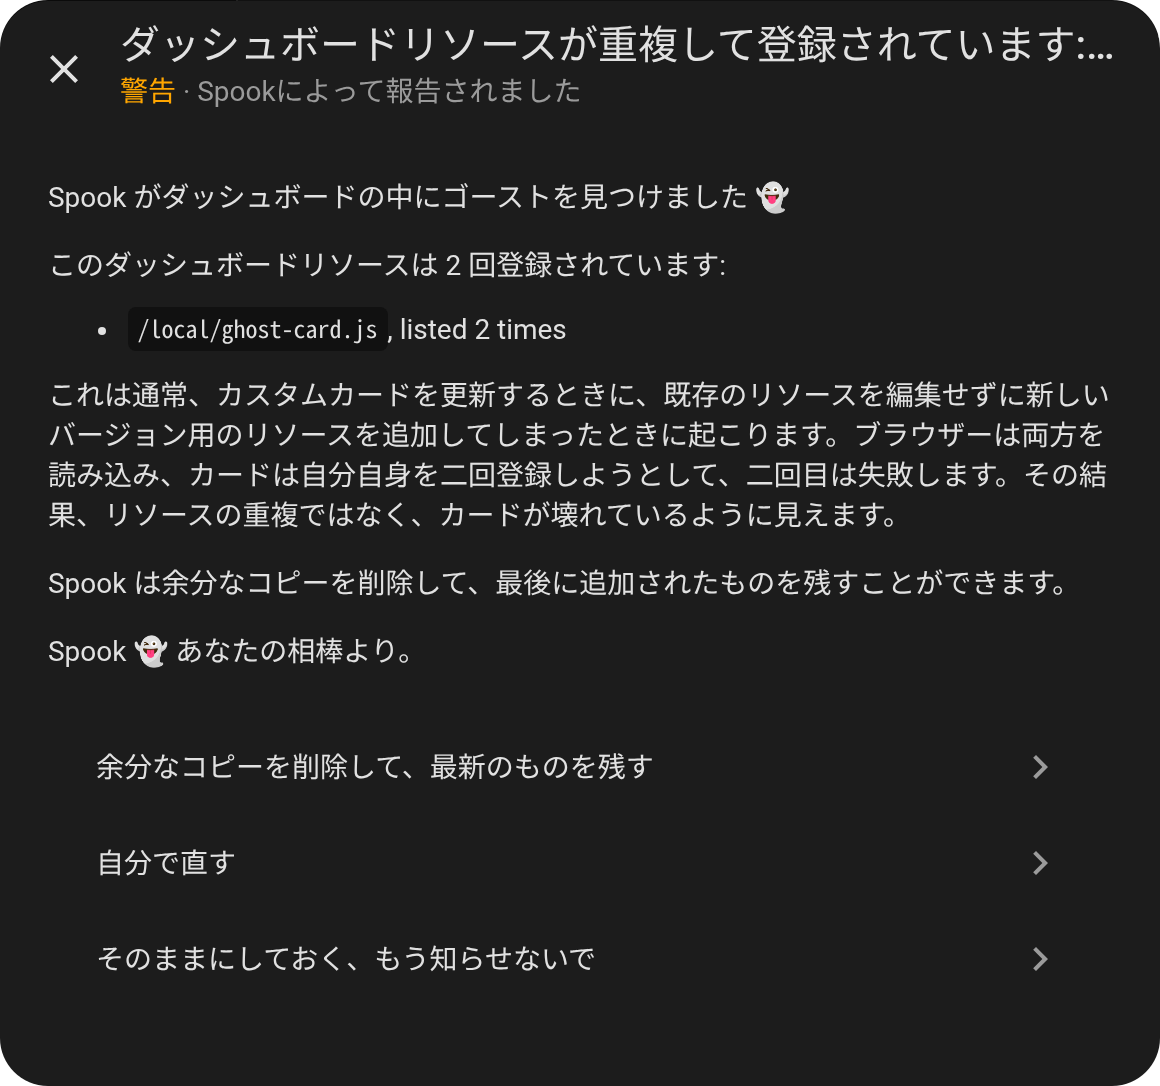 ダッシュボードリソースが重複して登録されています:...
警告 · Spookによって報告されました
Spook がダッシュボードの中にゴーストを見つけました 👻
このダッシュボードリソースは 2 回登録されています:
• /local/ghost-card.js, listed 2 times
これは通常、カスタムカードを更新するときに、既存のリソースを編集せずに新しい
バージョン用のリソースを追加してしまったときに起こります。ブラウザーは両方を
読み込み、カードは自分自身を二回登録しようとして、二回目は失敗します。その結
果、リソースの重複ではなく、カードが壊れているように見えます。
Spook は余分なコピーを削除して、最後に追加されたものを残すことができます。
Spook 👻 あなたの相棒より。
余分なコピーを削除して、最新のものを残す
自分で直す
そのままにしておく、もう知らせないで